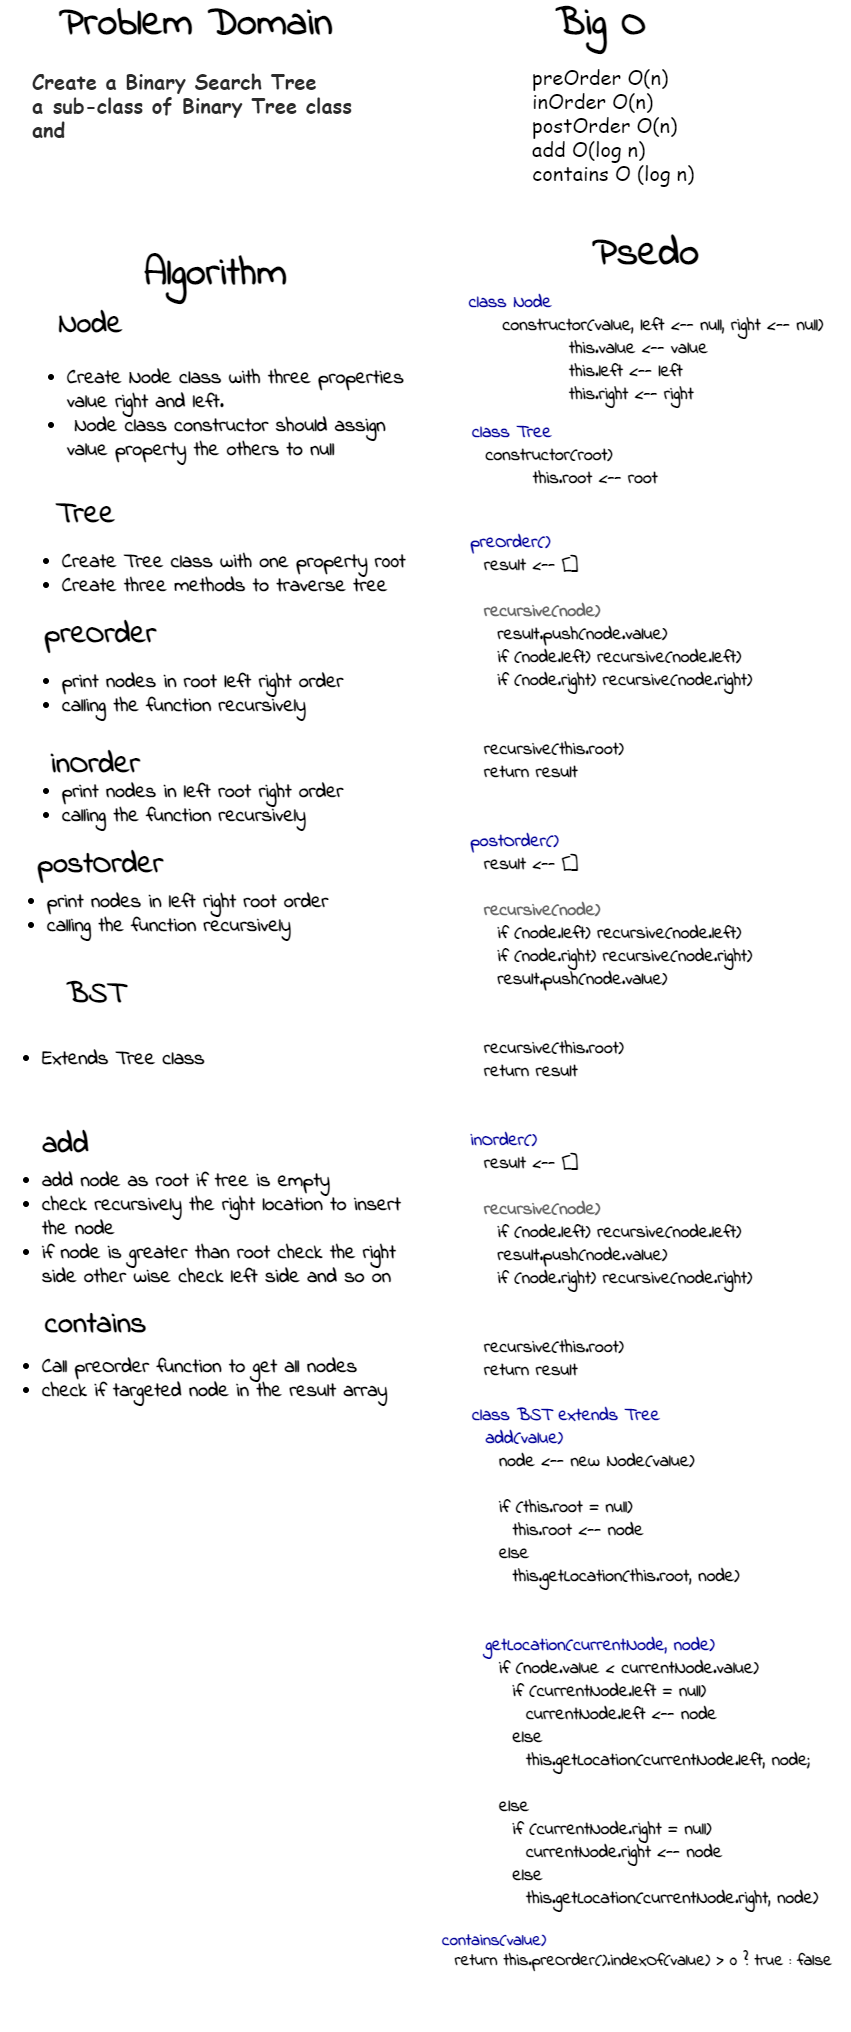 Problem Domain
Create a Binary Search Tree
a sub-class of Binary Tree class
and
Big O
preOrder O(n)
inOrder O(n)
postOrder O(n)
add O(log n)
contains O (log n)
Algorithm
Node
• Create Node class with three properties
value right and left.
• Node class constructor should assign
value property the others to null
Tree
• Create Tree class with one property root
• Create three methods to traverse tree
preorder
• print nodes in root left right order
• calling the function recursively
inorder
• print nodes in left root right order
• calling the function recursively
postorder
• print nodes in left right root order
• calling the function recursively
BST
• Extends Tree class
add
• add node as root if tree is empty
• check recursively the right location to insert
the node
• if node is greater than root check the right
side other wise check left side and so on
contains
• Call preorder function to get all nodes
• check if targeted node in the result array
Psedo
class Node
constructor(value, left <-- null, right <-- null)
this.value <-- value
this.left <-- left
this.right <-- right
class Tree
constructor(root)
this.root <-- root
preorder()
result <-- []
recursive(node)
result.push(node.value)
if (node.left) recursive(node.left)
if (node.right) recursive(node.right)
recursive(this.root)
return result
postorder()
result <-- []
recursive(node)
if (node.left) recursive(node.left)
if (node.right) recursive(node.right)
result.push(node.value)
recursive(this.root)
return result
inorder()
result <-- []
recursive(node)
if (node.left) recursive(node.left)
result.push(node.value)
if (node.right) recursive(node.right)
recursive(this.root)
return result
class BST extends Tree
add(value)
node <-- new Node(value)
if (this.root = null)
this.root <-- node
else
this.getLocation(this.root, node)
getLocation(currentNode, node)
if (node.value < currentNode.value)
if (currentNode.left = null)
currentNode.left <-- node
else
this.getLocation(currentNode.left, node;
else
if (currentNode.right = null)
currentNode.right <-- node
else
this.getLocation(currentNode.right, node)
contains(value)
return this.preorder().indexOf(value) > 0 ? true : false